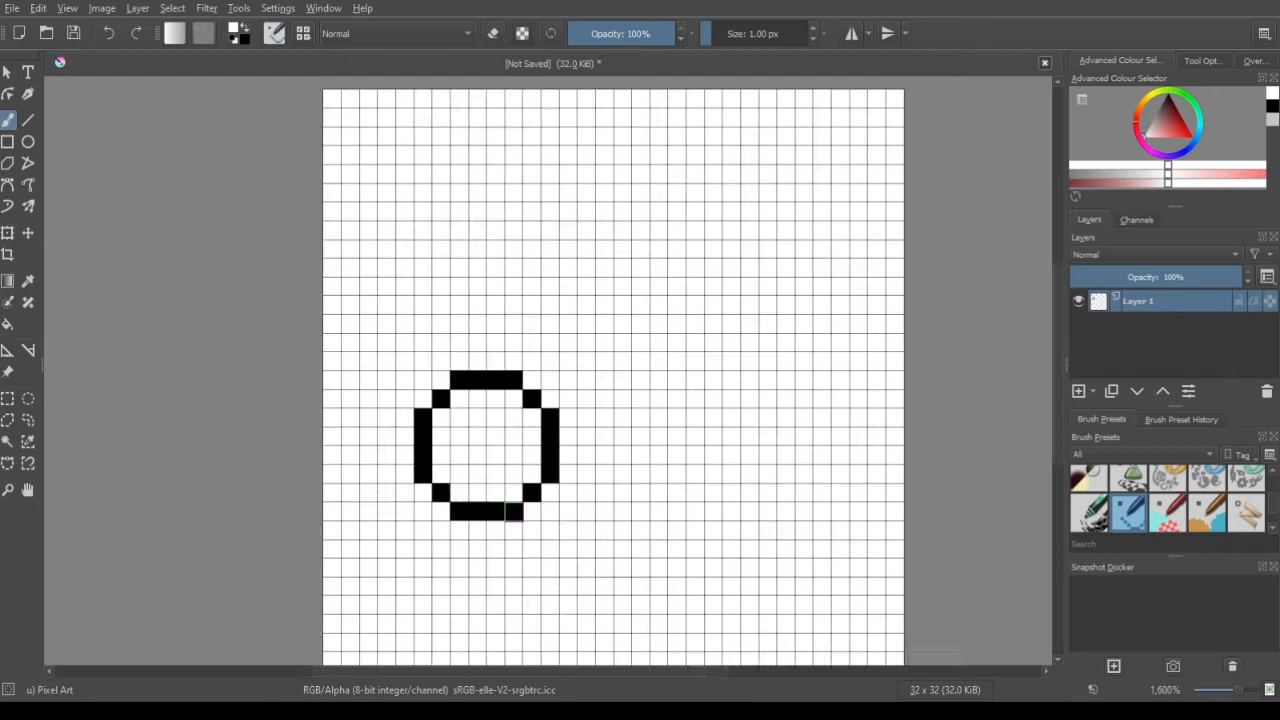 File Edit View Image Layer Select Filter Tools Settings Window Help
Normal
Opacity: 100%
Size: 1.00 px
[Not Saved] (32.0 KiB) *
Advanced Colour Sel...
Tool Opt...
Over...
Advanced Colour Selector
Layers
Channels
Layers
Normal
Opacity: 100%
Layer 1
Brush Presets
Brush Preset History
Brush Presets
All
Tag
Search
Snapshot Docker
u) Pixel Art
RGB/Alpha (8-bit integer/channel) sRGB-elle-V2-srgbtrc.icc
32 x 32 (32.0 KiB)
1,600%